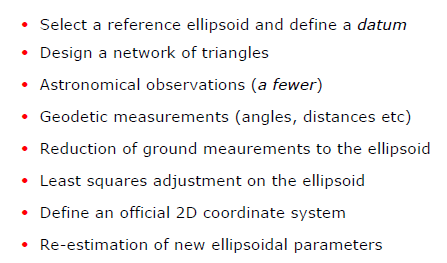 • Select a reference ellipsoid and define a datum
• Design a network of triangles
• Astronomical observations (a fewer)
• Geodetic measurements (angles, distances etc)
• Reduction of ground meaurements to the ellipsoid
• Least squares adjustment on the ellipsoid
• Define an official 2D coordinate system
• Re-estimation of new ellipsoidal parameters